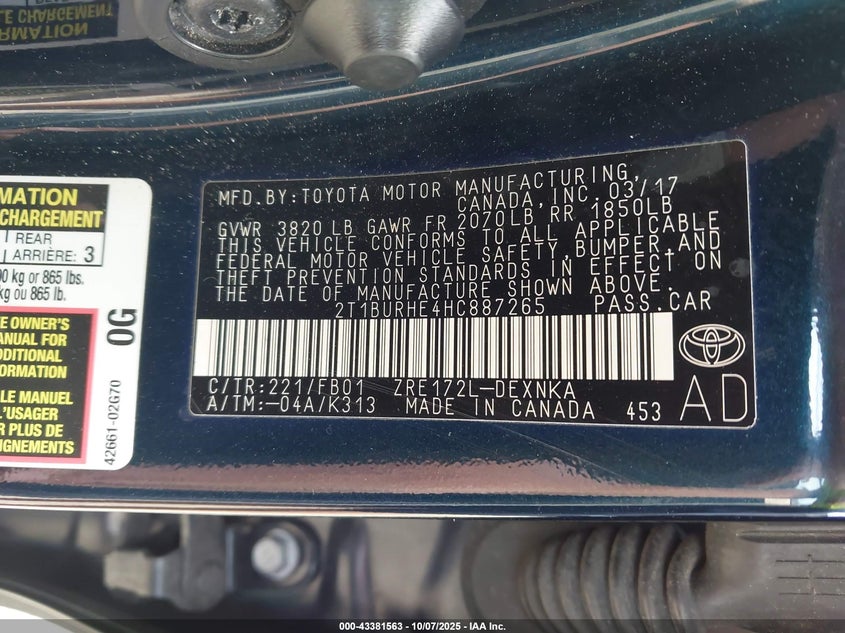 E CHARGEMENT
ORMATION
MATION
CHARGEMENT
REAR
ARRIÈRE: 3
kg or 865 lbs.
kg ou 865 lb.
E OWNER'S
MANUAL FOR
DDITIONAL
FORMATION
LE MANUEL
L'USAGER
PLUS DE
IGNEMENTS
0G
42661-02G70
MFD.BY:TOYOTA MOTOR MANUFACTURING,
CANADA,INC. 03/17
GVWR 3820 LB GAWR FR 2070LB RR 1850LB
THIS VEHICLE CONFORMS TO ALL APPLICABLE
FEDERAL MOTOR VEHICLE SAFETY,BUMPER,AND
THEFT PREVENTION STANDARDS IN EFFECT ON
THE DATE OF MANUFACTURE SHOWN ABOVE.
2T1BURHE4HC887265 PASS.CAR
C/TR:221/FB01 ZRE172L-DEXNKA
A/TM:-04A/K313 MADE IN CANADA 453
AD
000-43381563 - 10/07/2025 - IAA Inc.